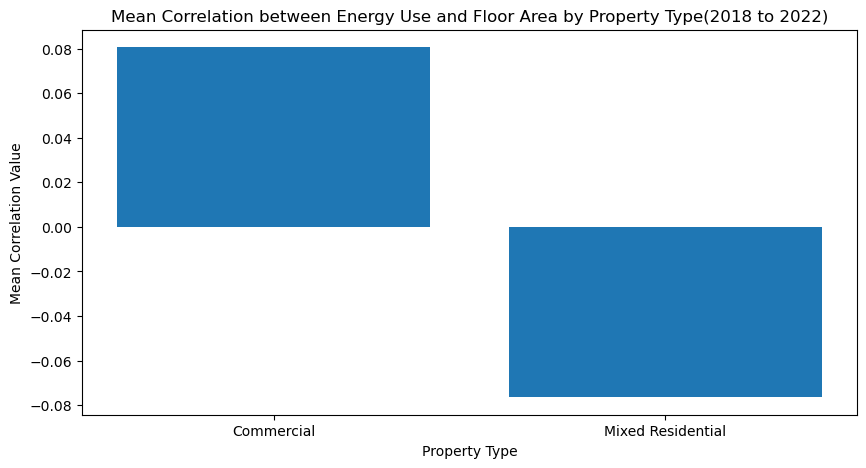 Mean Correlation between Energy Use and Floor Area by Property Type(2018 to 2022)
Mean Correlation Value
0.08
0.06
0.04
0.02
0.00
−0.02
−0.04
−0.06
−0.08
Commercial
Mixed Residential
Property Type